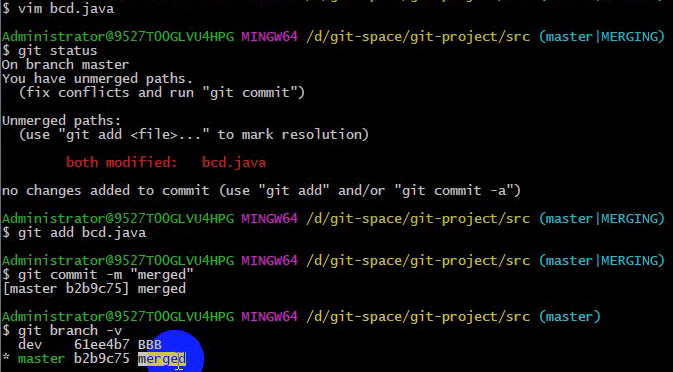 $ vim bcd.java
Administrator@9527TOOGLVU4HPG MINGW64 /d/git-space/git-project/src (master|MERGING)
$ git status
On branch master
You have unmerged paths.
  (fix conflicts and run "git commit")
Unmerged paths:
  (use "git add <file>..." to mark resolution)
        both modified:   bcd.java
no changes added to commit (use "git add" and/or "git commit -a")
Administrator@9527TOOGLVU4HPG MINGW64 /d/git-space/git-project/src (master|MERGING)
$ git add bcd.java
Administrator@9527TOOGLVU4HPG MINGW64 /d/git-space/git-project/src (master|MERGING)
$ git commit -m "merged"
[master b2b9c75] merged
Administrator@9527TOOGLVU4HPG MINGW64 /d/git-space/git-project/src (master)
$ git branch -v
  dev    61ee4b7 BBB
* master b2b9c75 merged